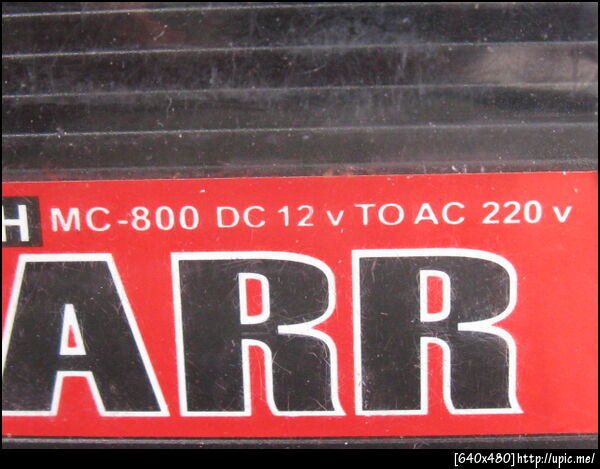 H MC-800 DC 12 v TO AC 220 v
ARR
[640x480]http://upic.me/